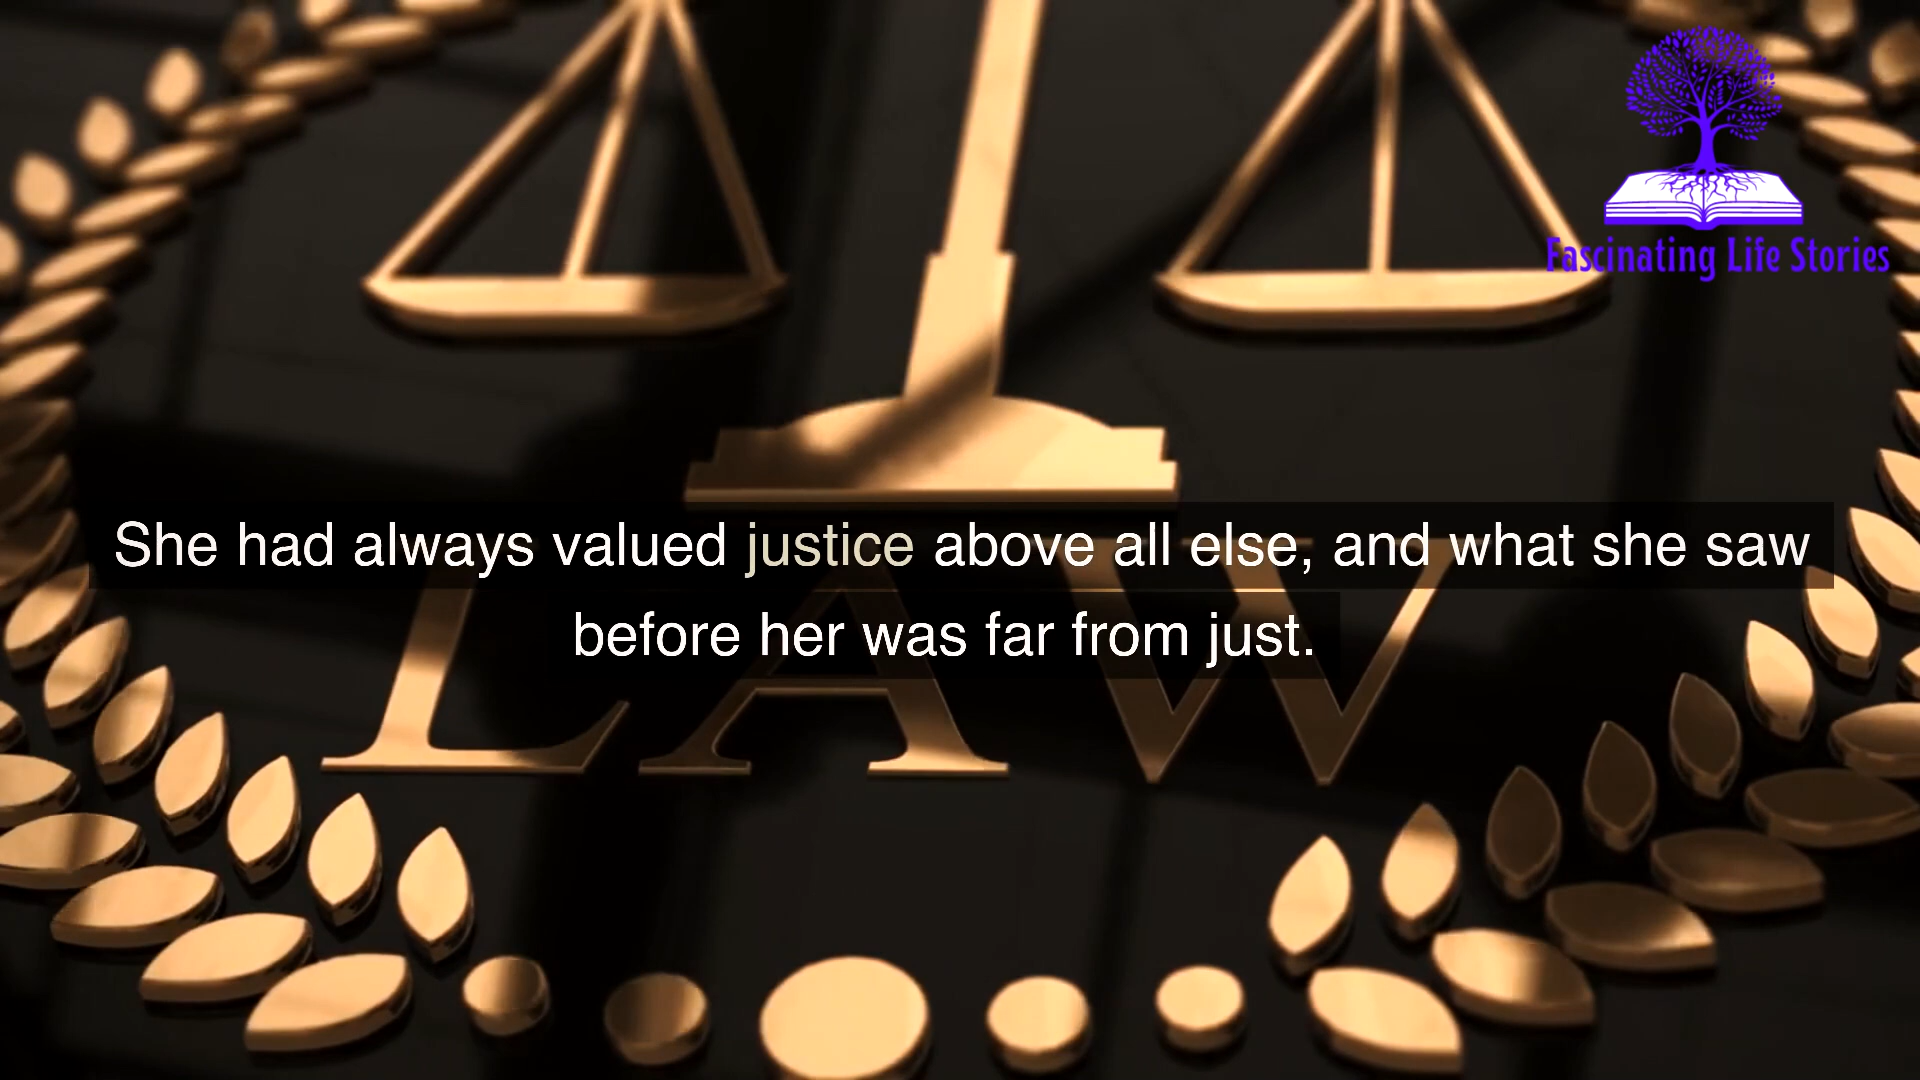 Fascinating Life Stories
She had always valued justice above all else, and what she saw
before her was far from just.
LAW